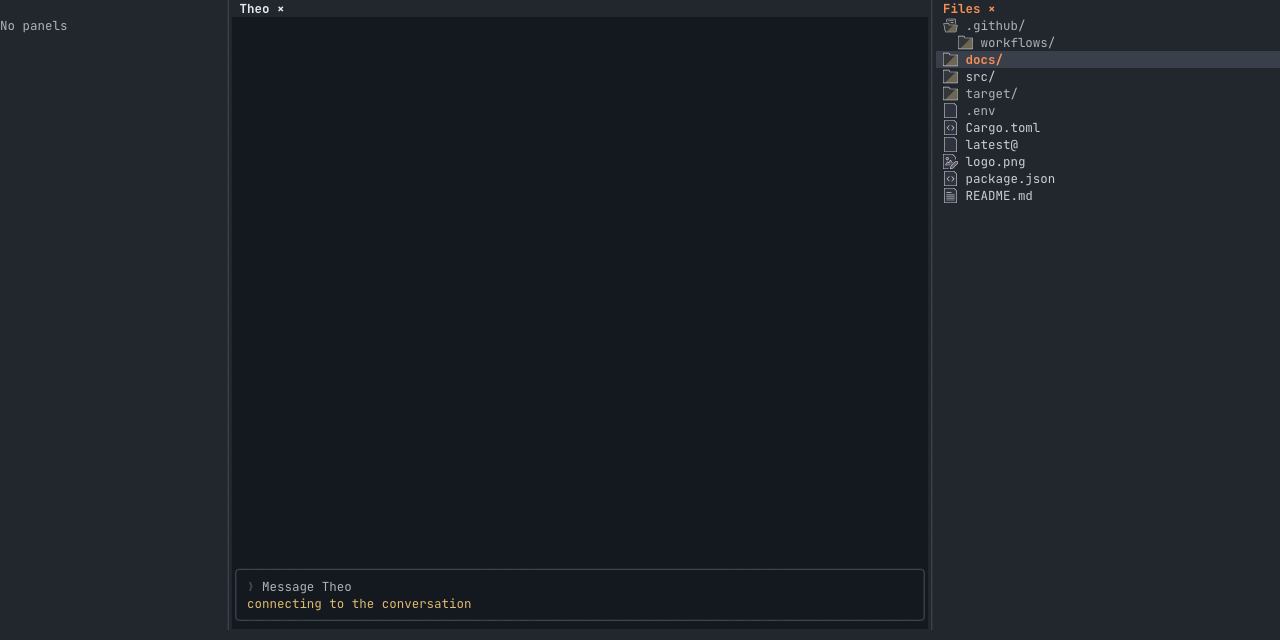 No panels
Theo ×
❯ Message Theo
connecting to the conversation
Files ×
.github/
workflows/
docs/
src/
target/
.env
Cargo.toml
latest@
logo.png
package.json
README.md